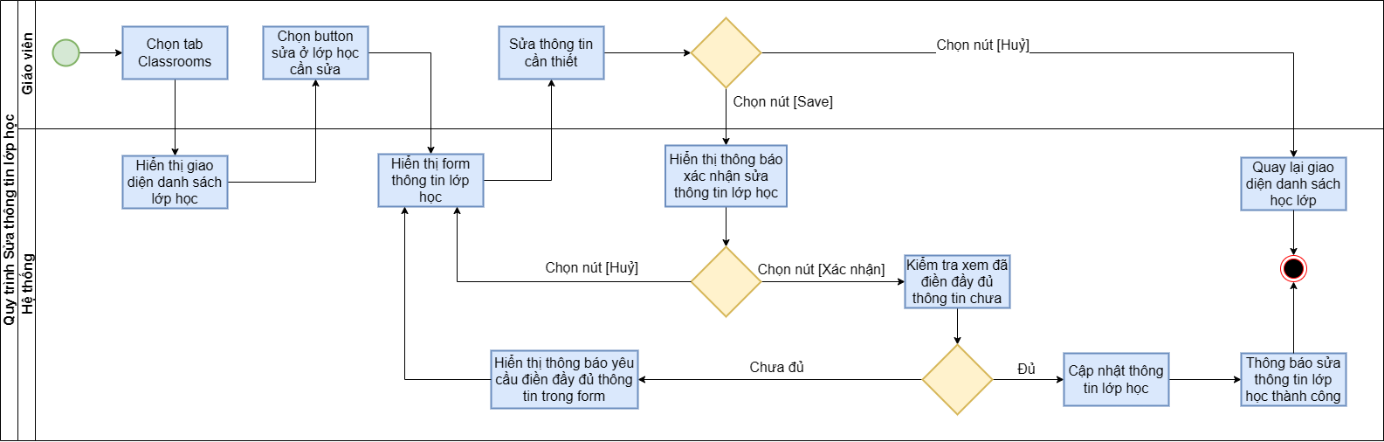 Quy trình Sửa thông tin lớp học
Giáo viên
Chọn tab
Classrooms
Chọn button
sửa ở lớp học
cần sửa
Sửa thông tin
cần thiết
Chọn nút [Huỷ]
Chọn nút [Save]
Hệ thống
Hiển thị giao
diện danh sách
lớp học
Hiển thị form
thông tin lớp
học
Hiển thị thông báo
xác nhận sửa
thông tin lớp học
Quay lại giao
diện danh sách
học lớp
Chọn nút [Huỷ]
Chọn nút [Xác nhận]
Kiểm tra xem đã
điền đầy đủ
thông tin chưa
Hiển thị thông báo yêu
cầu điền đầy đủ thông
tin trong form
Chưa đủ
Đủ
Cập nhật thông
tin lớp học
Thông báo sửa
thông tin lớp
học thành công